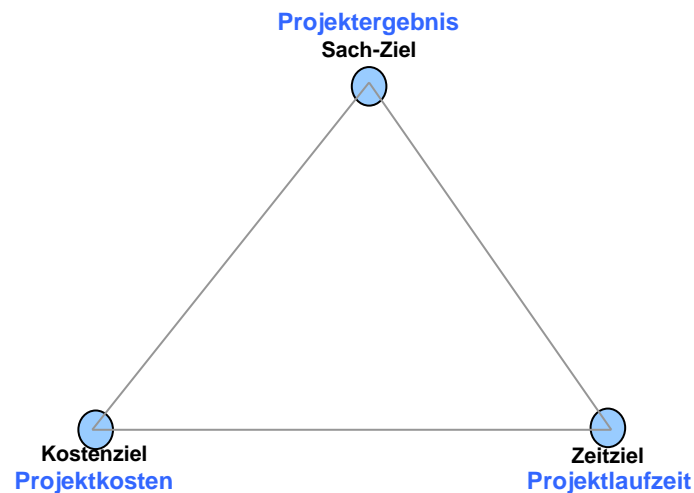 Projektergebnis
Sach-Ziel
Kostenziel
Projektkosten
Zeitziel
Projektlaufzeit